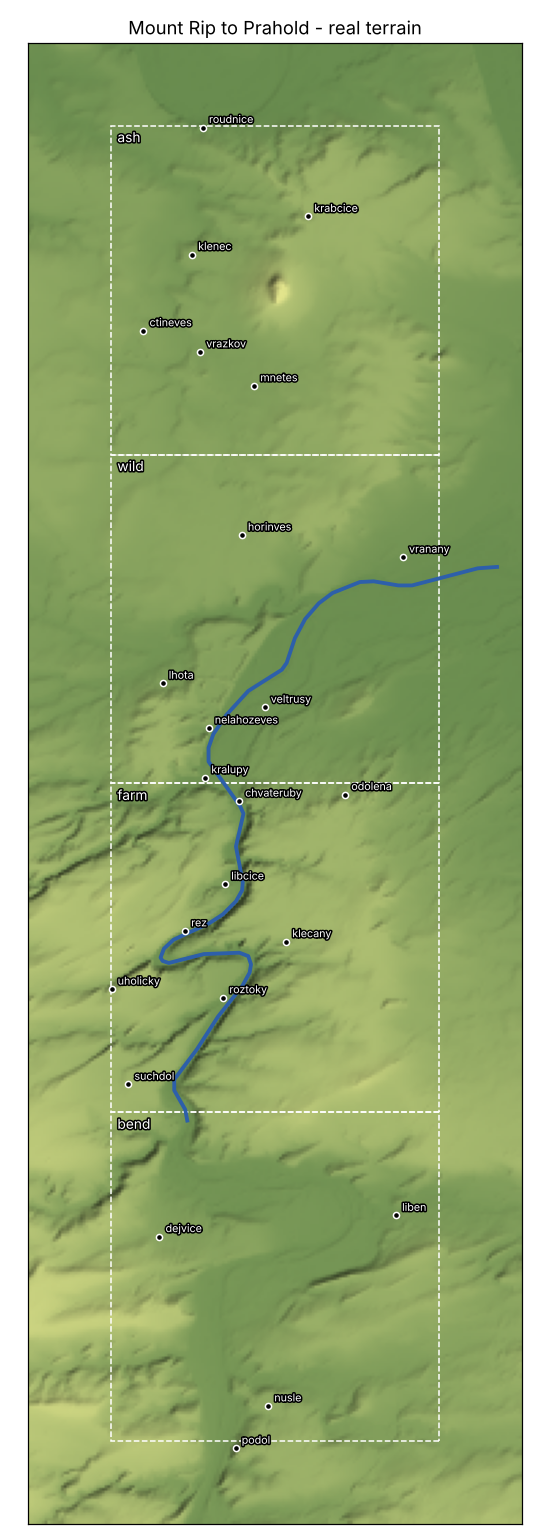 Mount Rip to Prahold - real terrain
roudnice
ash
krabcice
klenec
ctineves
vrazkov
mnetes
wild
horinves
vranany
lhota
veltrusy
nelahozeves
kralupy
odolena
farm
chvateruby
libcice
rez
klecany
uholicky
roztoky
suchdol
bend
liben
dejvice
nusle
podol